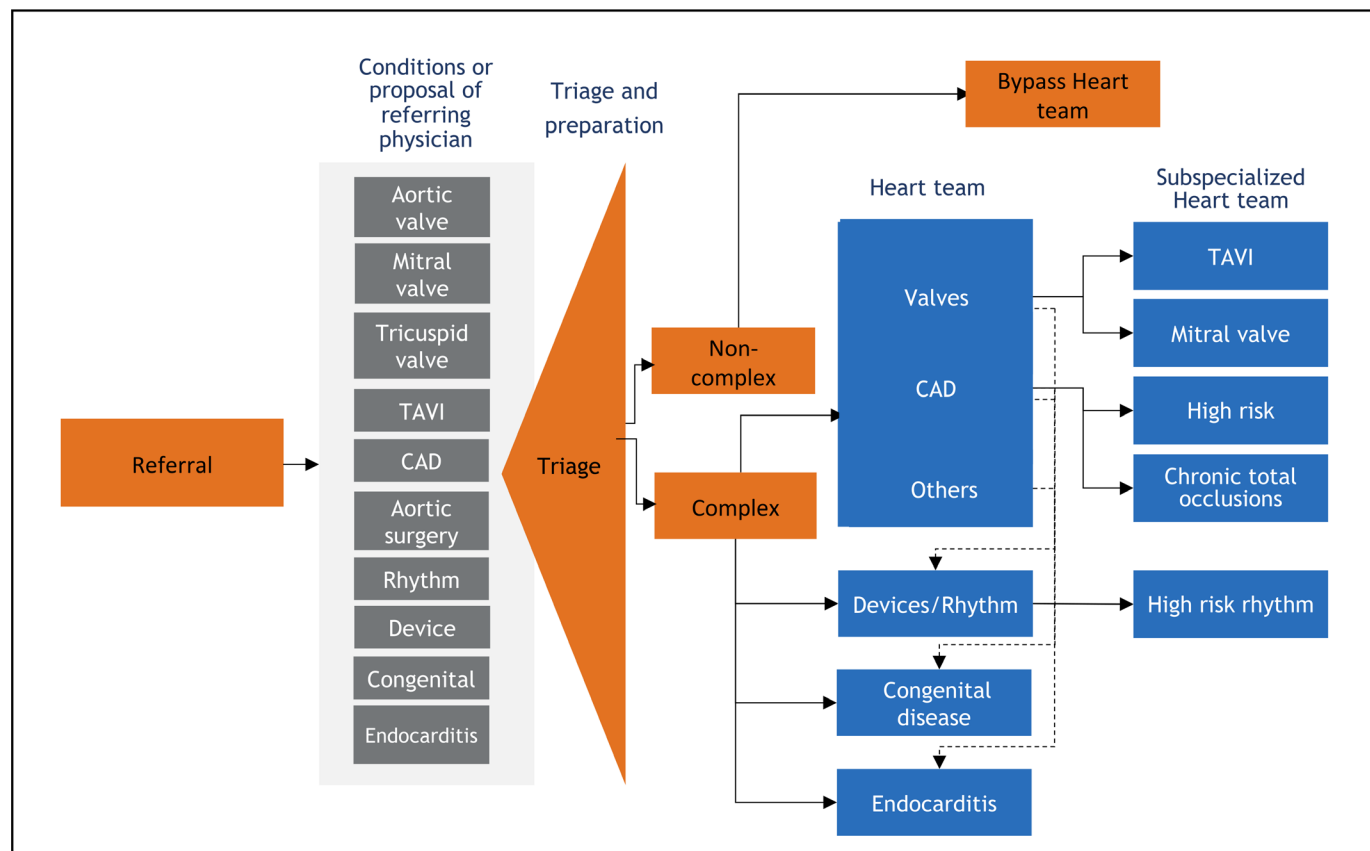 Conditions or
proposal of
referring
physician
Triage and
preparation
Bypass Heart
team
Heart team
Subspecialized
Heart team
Referral
Aortic
valve
Mitral
valve
Tricuspid
valve
TAVI
CAD
Aortic
surgery
Rhythm
Device
Congenital
Endocarditis
Triage
Non-
complex
Complex
Valves
CAD
Others
Devices/Rhythm
Congenital
disease
Endocarditis
TAVI
Mitral valve
High risk
Chronic total
occlusions
High risk rhythm